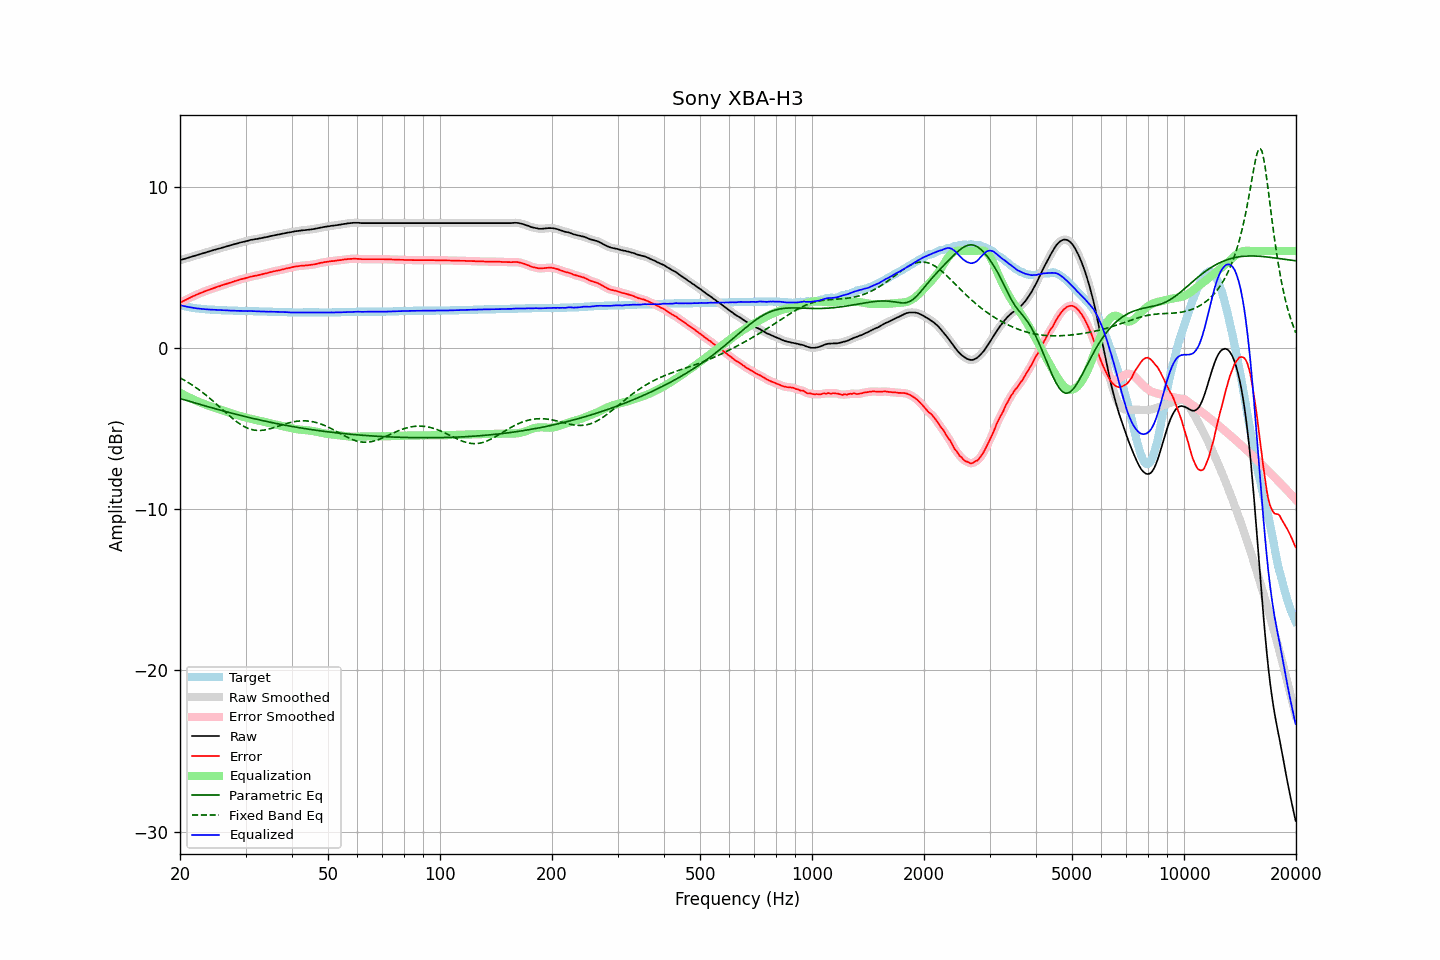 Sony XBA-H3
10
0
−10
−20
−30
Amplitude (dBr)
20
50
100
200
500
1000
2000
5000
10000
20000
Frequency (Hz)
Target
Raw Smoothed
Error Smoothed
Raw
Error
Equalization
Parametric Eq
Fixed Band Eq
Equalized